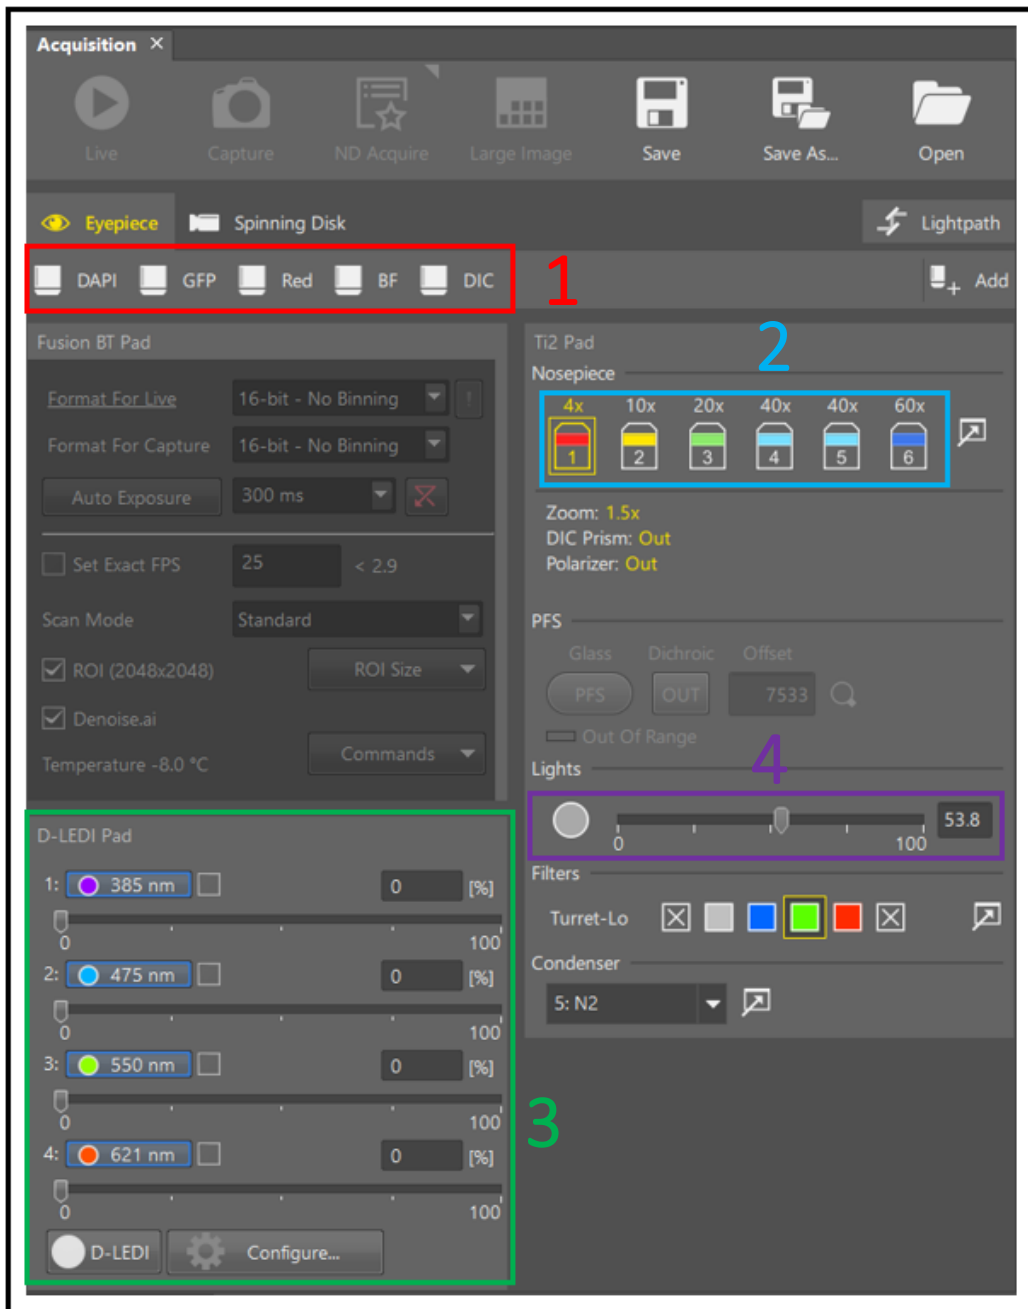 Acquisition ×
Live Capture ND Acquire Large Image Save Save As... Open
Eyepiece Spinning Disk Lightpath
DAPI GFP Red BF DIC 1 Add
Fusion BT Pad
Format For Live 16-bit - No Binning !
Format For Capture 16-bit - No Binning
Auto Exposure 300 ms
Set Exact FPS 25 < 2.9
Scan Mode Standard
ROI (2048x2048) ROI Size
Denoise.ai
Temperature -8.0 °C Commands
D-LEDI Pad
1: 385 nm 0 [%]
0 100
2: 475 nm 0 [%]
0 100
3: 550 nm 0 [%]
0 100
4: 621 nm 0 [%]
0 100
D-LEDI Configure...
3
Ti2 Pad
2
Nosepiece
4x 10x 20x 40x 40x 60x
1 2 3 4 5 6
Zoom: 1.5x
DIC Prism: Out
Polarizer: Out
PFS
Glass Dichroic Offset
PFS OUT 7533
Out Of Range
4
Lights
0 100 53.8
Filters
Turret-Lo
Condenser
5: N2